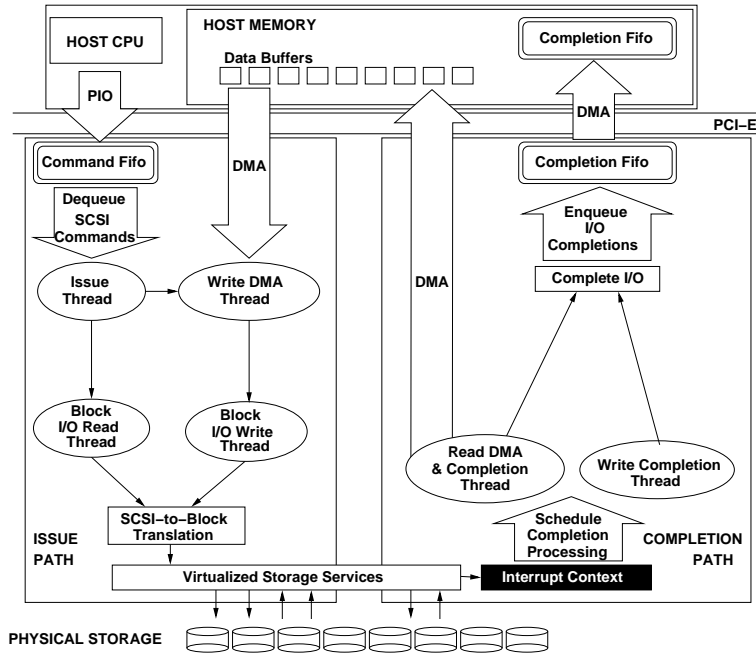 HOST MEMORY
HOST CPU
Completion Fifo
Data Buffers
PIO
DMA
PCI−E
Command Fifo
DMA
Completion Fifo
Dequeue
SCSI
Commands
Enqueue
I/O
Completions
Issue
Thread
Write DMA
Thread
DMA
Complete I/O
Block
I/O Read
Thread
Block
I/O Write
Thread
Read DMA
& Completion
Thread
Write Completion
Thread
SCSI−to−Block
Translation
Schedule
Completion
Processing
ISSUE
PATH
COMPLETION
PATH
Virtualized Storage Services
Interrupt Context
PHYSICAL STORAGE